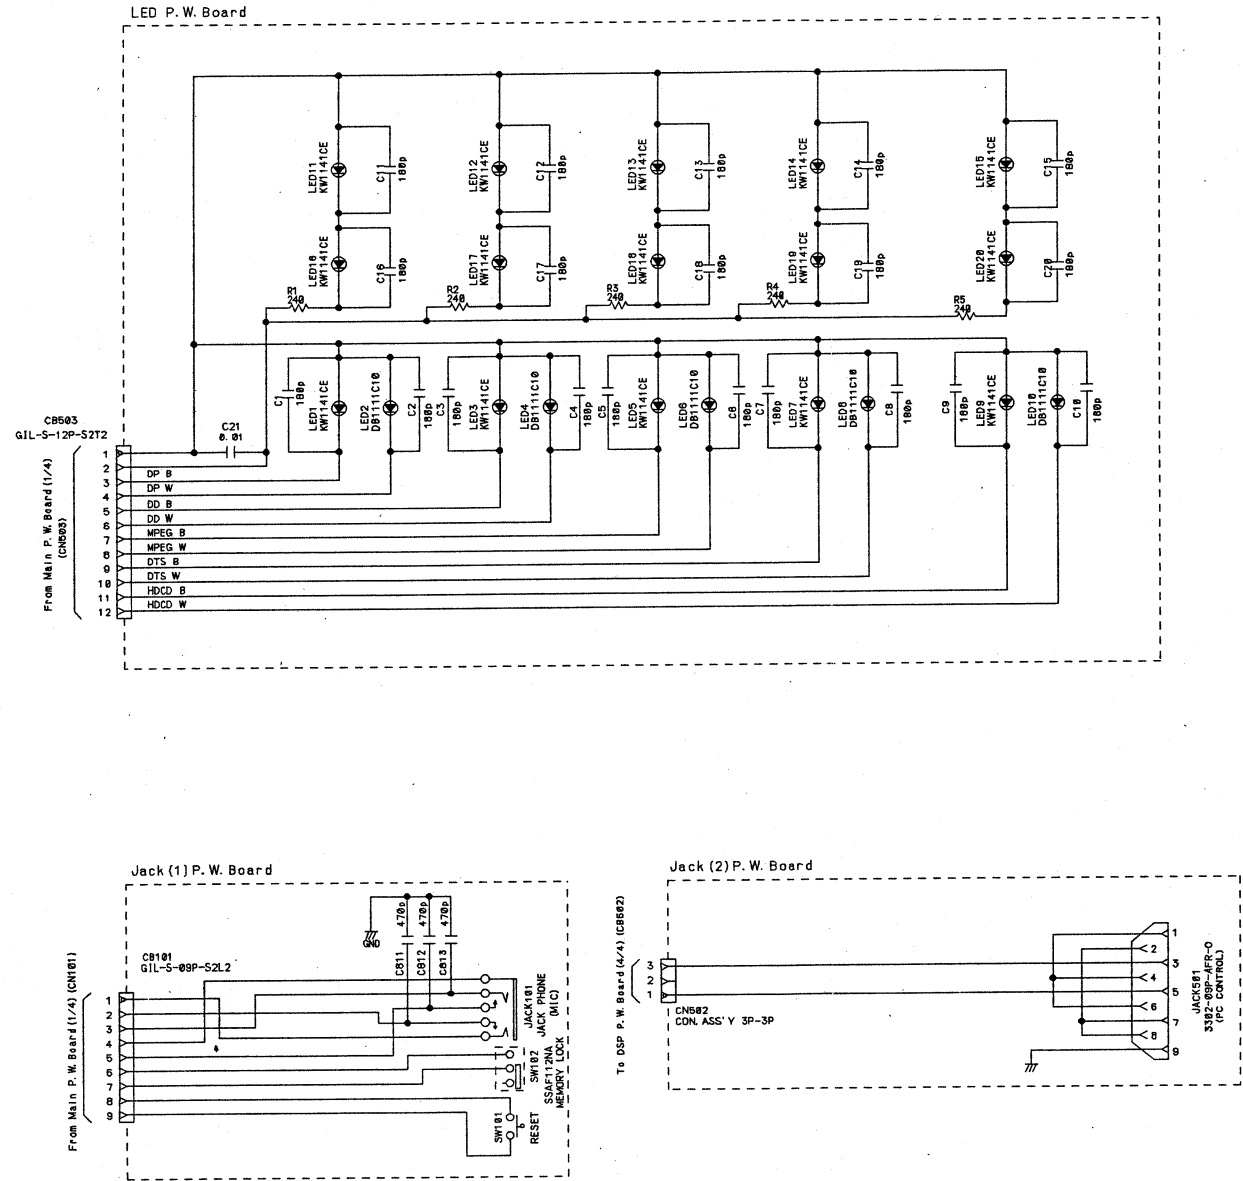 LED P.W. Board
LED11
KW1141CE
C11
180p
LED12
KW1141CE
C12
180p
LED13
KW1141CE
C13
180p
LED14
KW1141CE
C14
180p
LED15
KW1141CE
C15
180p
LED16
KW1141CE
C16
180p
LED17
KW1141CE
C17
180p
LED18
KW1141CE
C18
180p
LED19
KW1141CE
C19
180p
LED20
KW1141CE
C20
180p
R1
240
R2
240
R3
240
R4
240
R5
240
C1
180p
LED1
KW1141CE
LED2
DB1111C10
C2
180p
C3
180p
LED3
KW1141CE
LED4
DB1111C10
C4
180p
C5
180p
LED5
KW1141CE
LED6
DB1111C10
C6
180p
C7
180p
LED7
KW1141CE
LED8
DB1111C10
C8
180p
C9
180p
LED9
KW1141CE
LED10
DB1111C10
C10
180p
CB503
GIL-S-12P-S2T2
C21
0.01
From Main P.W.Board(1/4)
(CN503)
1
2
3
4
5
6
7
8
9
10
11
12
DP B
DP W
DD B
DD W
MPEG B
MPEG W
DTS B
DTS W
HDCD B
HDCD W
Jack(1)P.W.Board
From Main P.W.Board(1/4)(CN101)
CB101
GIL-S-09P-S2L2
1
2
3
4
5
6
7
8
9
GND
470p
470p
470p
C811
C812
C813
JACK101
JACK PHONE
(MIC)
SW102
SSAF112NA
MEMORY LOCK
SW101
RESET
Jack(2)P.W.Board
To DSP P.W.Board(4/4)(CB502)
3
2
1
CN502
CON.ASS'Y 3P-3P
1
2
3
4
5
6
7
8
9
JACK501
3302-09P-AFR-O
(PC CONTROL)